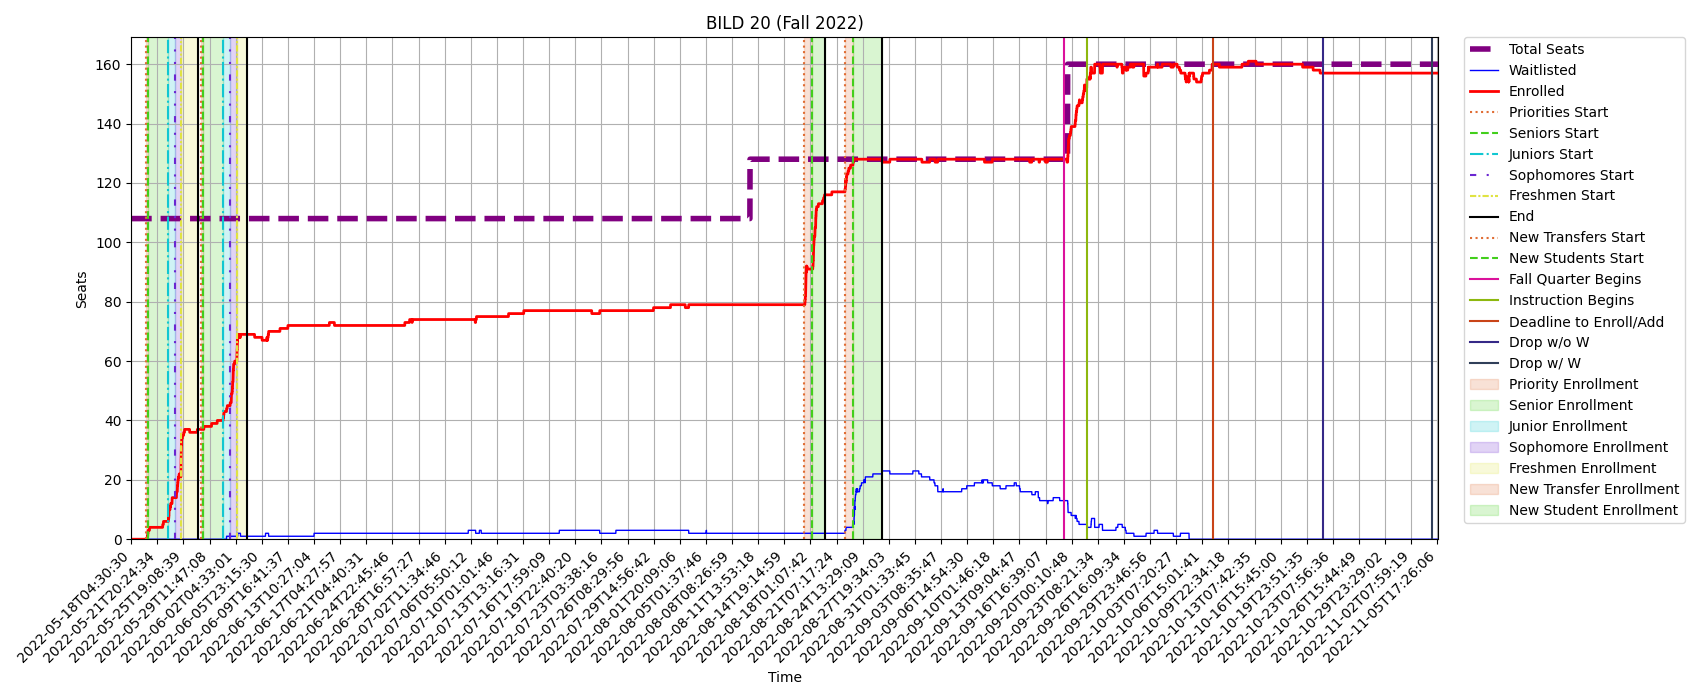 BILD 20 (Fall 2022)
Seats
160
140
120
100
80
60
40
20
0
2022-05-18T04:30:30
2022-05-21T20:24:34
2022-05-25T19:08:39
2022-05-29T11:47:08
2022-06-02T04:33:01
2022-06-05T23:15:30
2022-06-09T16:41:37
2022-06-13T10:27:04
2022-06-17T04:27:57
2022-06-21T04:40:31
2022-06-24T22:45:46
2022-06-28T16:57:27
2022-07-02T11:34:46
2022-07-06T05:50:12
2022-07-10T01:01:46
2022-07-13T13:16:31
2022-07-16T17:59:09
2022-07-19T22:40:20
2022-07-23T03:38:16
2022-07-26T08:29:56
2022-07-29T14:56:42
2022-08-01T20:09:06
2022-08-05T01:37:46
2022-08-08T08:26:59
2022-08-11T13:53:18
2022-08-14T19:14:59
2022-08-18T01:07:42
2022-08-21T07:17:24
2022-08-24T13:29:03
2022-08-27T19:34:03
2022-08-31T01:33:45
2022-09-03T08:35:47
2022-09-06T14:54:30
2022-09-10T01:46:18
2022-09-13T09:04:47
2022-09-16T16:39:07
2022-09-20T00:10:48
2022-09-23T08:21:34
2022-09-26T16:09:34
2022-09-29T23:46:56
2022-10-03T07:20:27
2022-10-06T15:01:41
2022-10-09T22:34:18
2022-10-13T07:42:35
2022-10-16T15:45:00
2022-10-19T23:51:35
2022-10-23T07:56:36
2022-10-26T15:44:49
2022-10-29T23:29:02
2022-11-02T07:59:19
2022-11-05T17:26:06
Time
Total Seats
Waitlisted
Enrolled
Priorities Start
Seniors Start
Juniors Start
Sophomores Start
Freshmen Start
End
New Transfers Start
New Students Start
Fall Quarter Begins
Instruction Begins
Deadline to Enroll/Add
Drop w/o W
Drop w/ W
Priority Enrollment
Senior Enrollment
Junior Enrollment
Sophomore Enrollment
Freshmen Enrollment
New Transfer Enrollment
New Student Enrollment